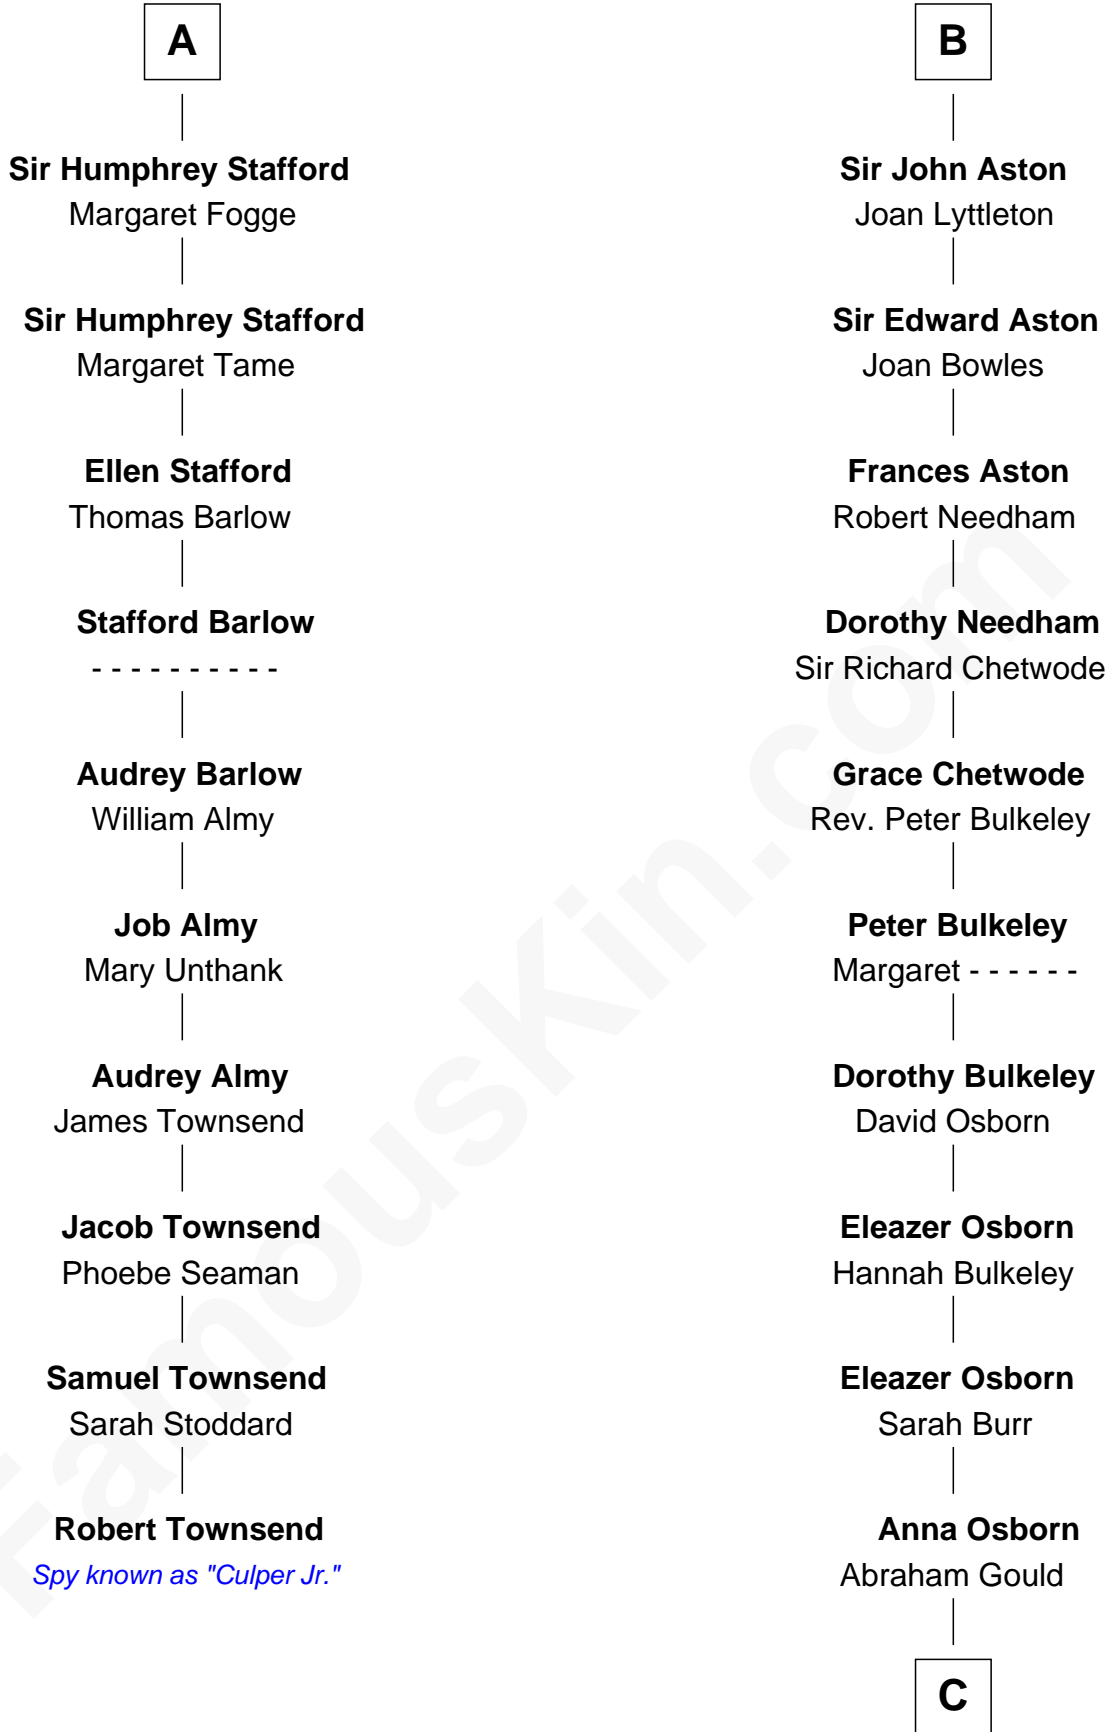 A
Sir Humphrey Stafford
Margaret Fogge
Sir Humphrey Stafford
Margaret Tame
Ellen Stafford
Thomas Barlow
Stafford Barlow
- - - - - - - - - -
Audrey Barlow
William Almy
Job Almy
Mary Unthank
Audrey Almy
James Townsend
Jacob Townsend
Phoebe Seaman
Samuel Townsend
Sarah Stoddard
Robert Townsend
Spy known as "Culper Jr."
B
Sir John Aston
Joan Lyttleton
Sir Edward Aston
Joan Bowles
Frances Aston
Robert Needham
Dorothy Needham
Sir Richard Chetwode
Grace Chetwode
Rev. Peter Bulkeley
Peter Bulkeley
Margaret - - - - - -
Dorothy Bulkeley
David Osborn
Eleazer Osborn
Hannah Bulkeley
Eleazer Osborn
Sarah Burr
Anna Osborn
Abraham Gould
C
FamousKin.com